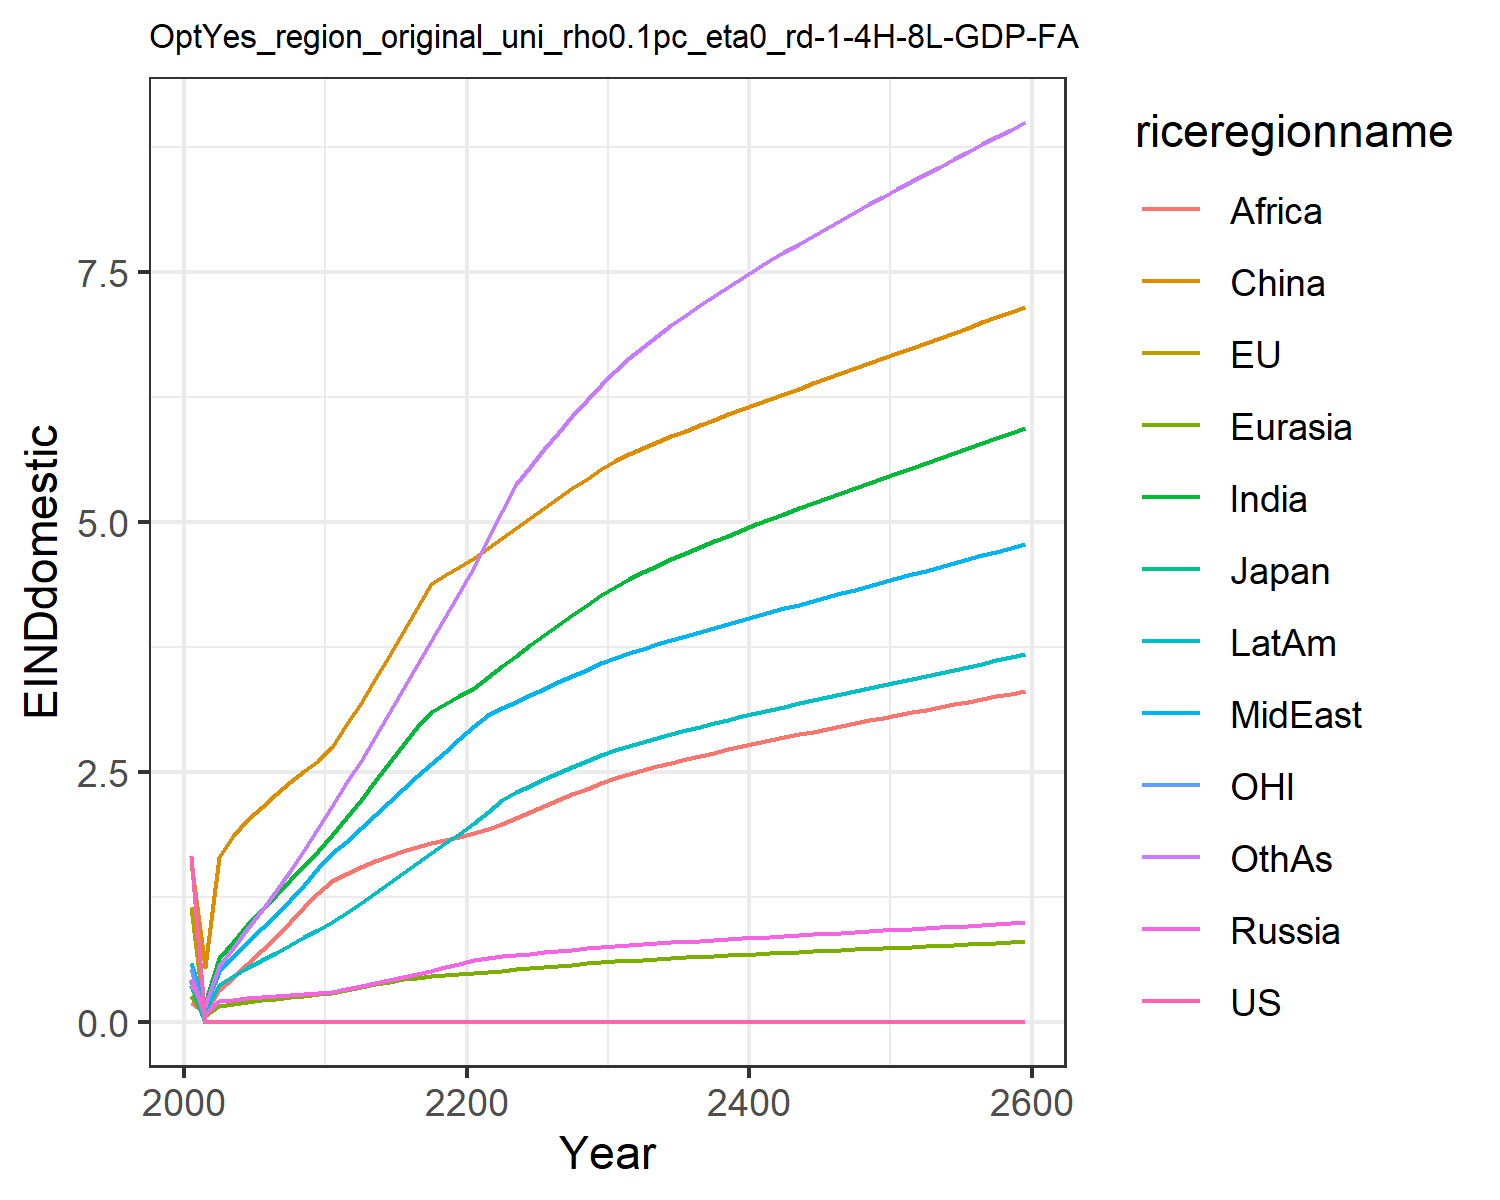 OptYes_region_original_uni_rho0.1pc_eta0_rd-1-4H-8L-GDP-FA
riceregionname
Africa
China
EU
Eurasia
India
Japan
LatAm
MidEast
OHI
OthAs
Russia
US
EINDdomestic
7.5
5.0
2.5
0.0
2000
2200
2400
2600
Year